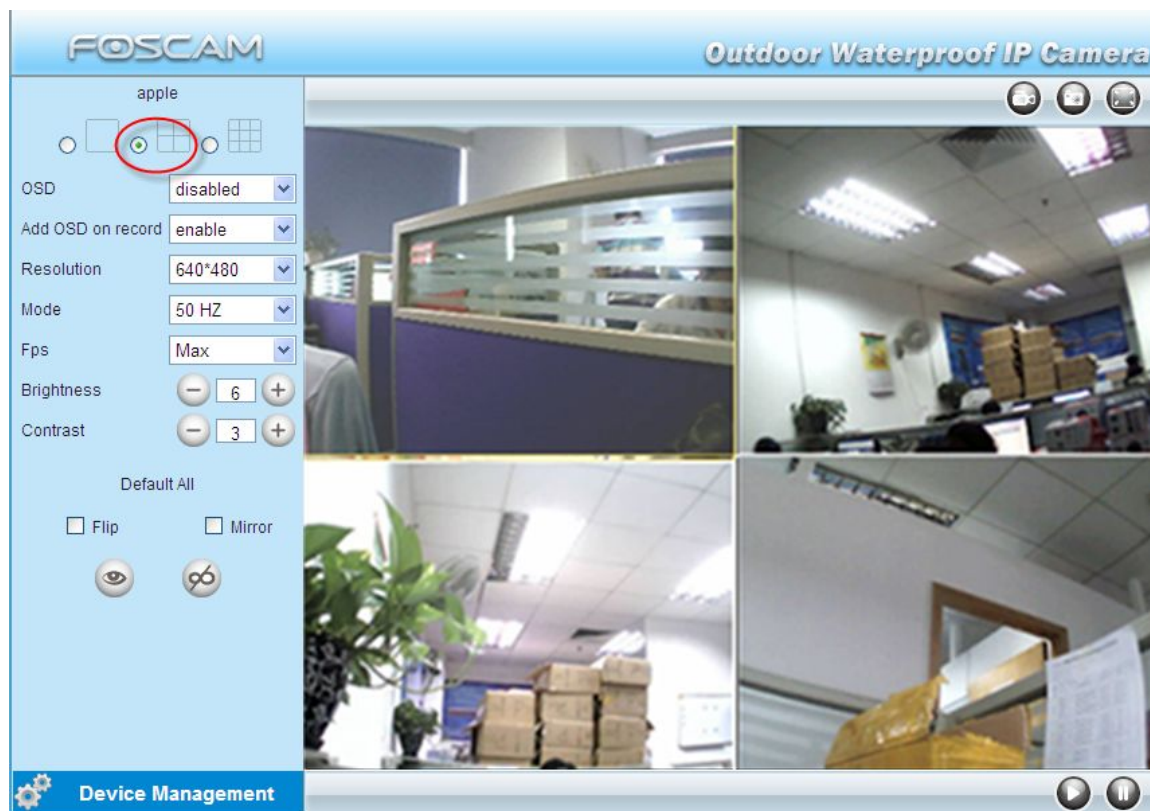 FOSCAM
Outdoor Waterproof IP Camera
apple
OSD disabled
Add OSD on record enable
Resolution 640*480
Mode 50 HZ
Fps Max
Brightness 6
Contrast 3
Default All
Flip Mirror
Device Management